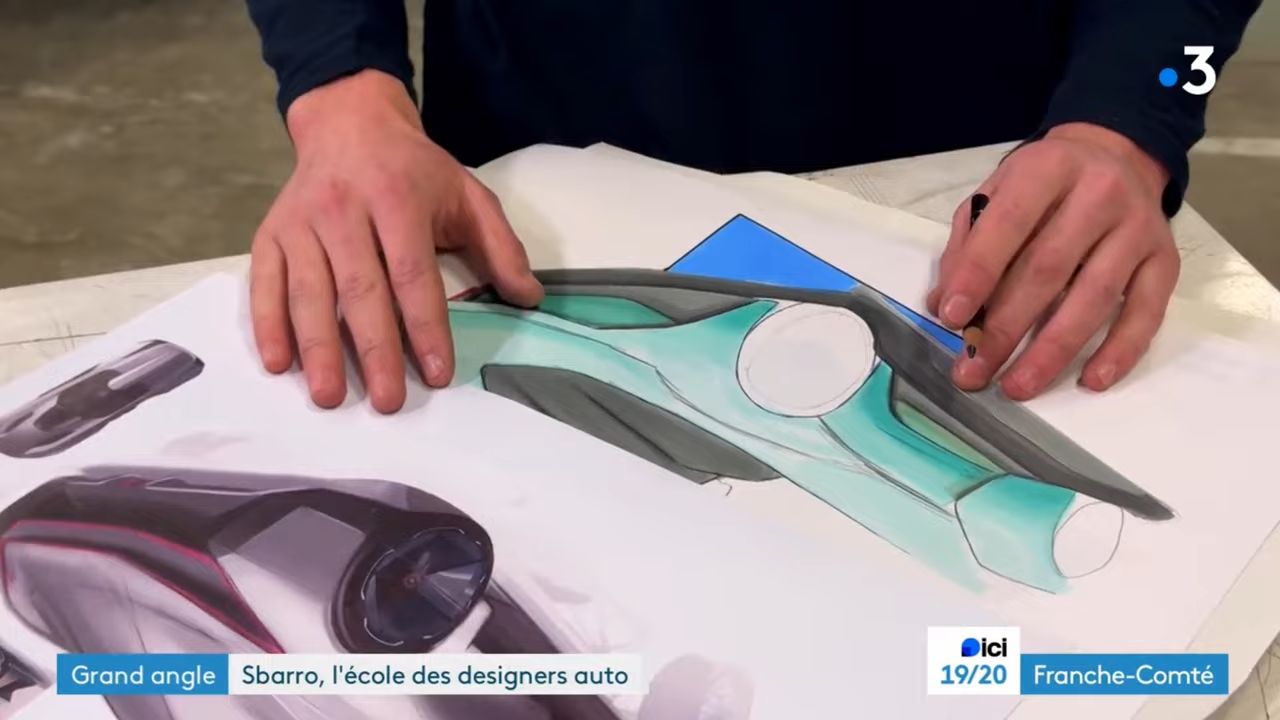 3
Grand angle
Sbarro, l'école des designers auto
ici
19/20
Franche-Comté